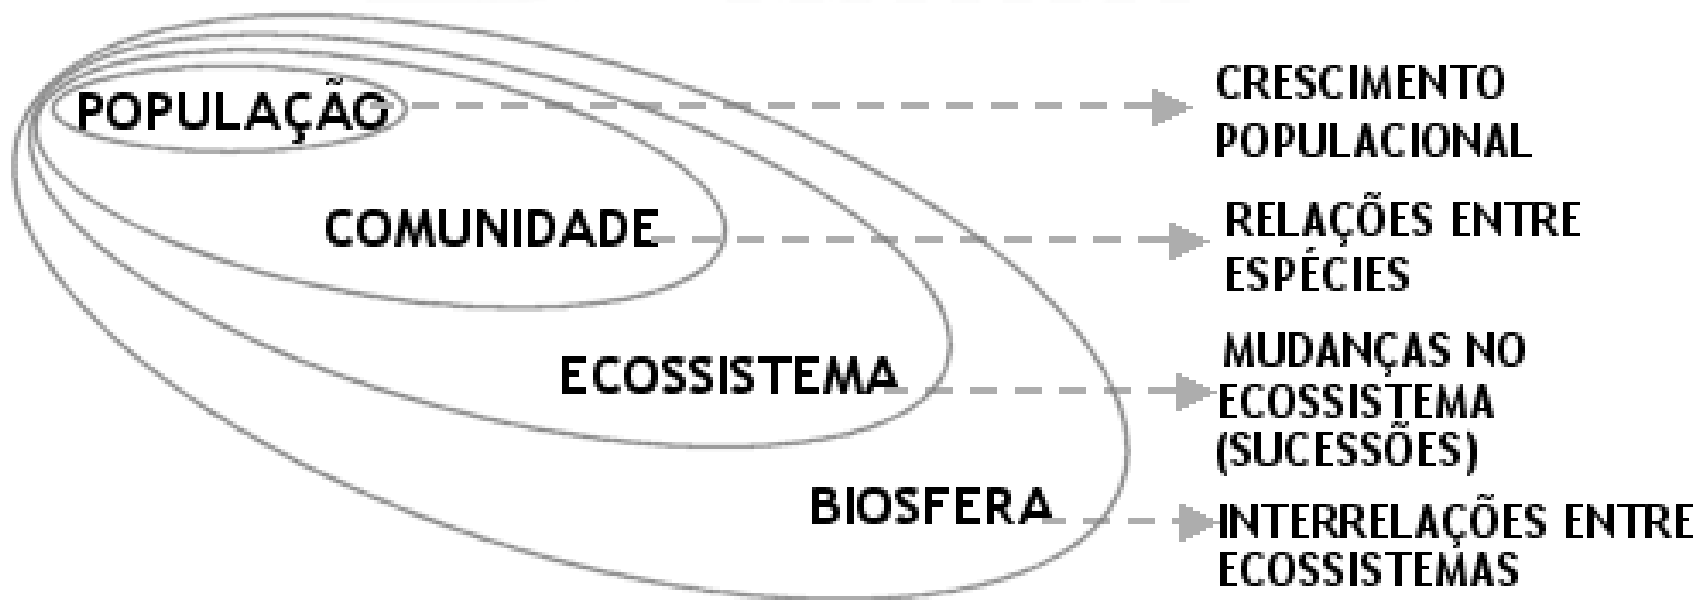 POPULAÇÃO
CRESCIMENTO
POPULACIONAL
COMUNIDADE
RELAÇÕES ENTRE
ESPÉCIES
ECOSSISTEMA
MUDANÇAS NO
ECOSSISTEMA
(SUCESSÕES)
BIOSFERA
INTERRELAÇÕES ENTRE
ECOSSISTEMAS